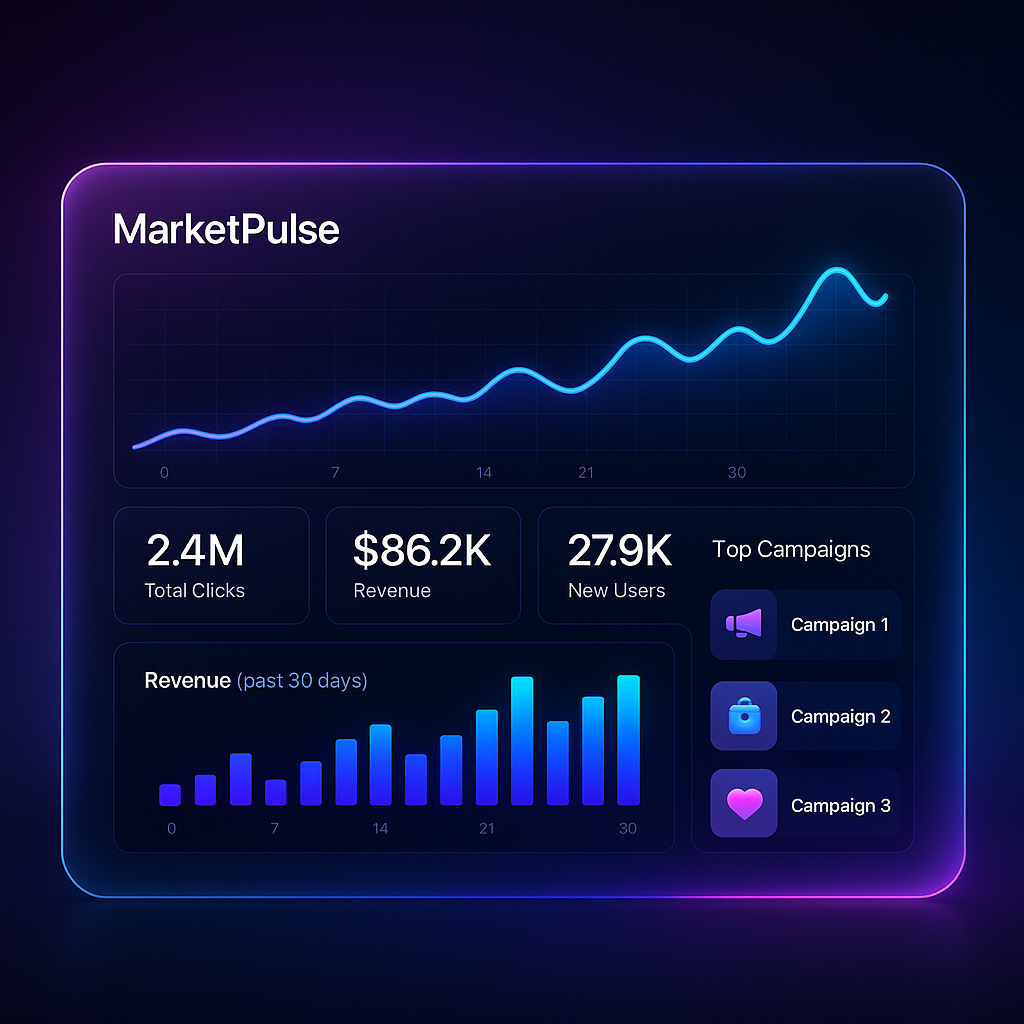 MarketPulse
0 7 14 21 30
2.4M
Total Clicks
$86.2K
Revenue
27.9K
New Users
Top Campaigns
Campaign 1
Campaign 2
Campaign 3
Revenue (past 30 days)
0 7 14 21 30